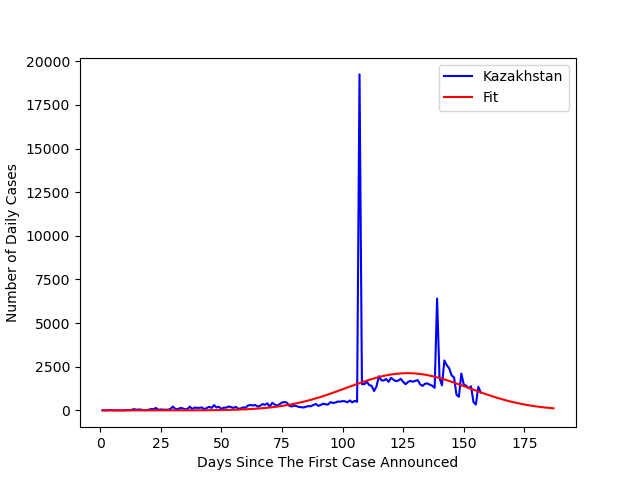 Kazakhstan
Fit
20000
17500
15000
12500
10000
7500
5000
2500
0
Number of Daily Cases
0 25 50 75 100 125 150 175
Days Since The First Case Announced